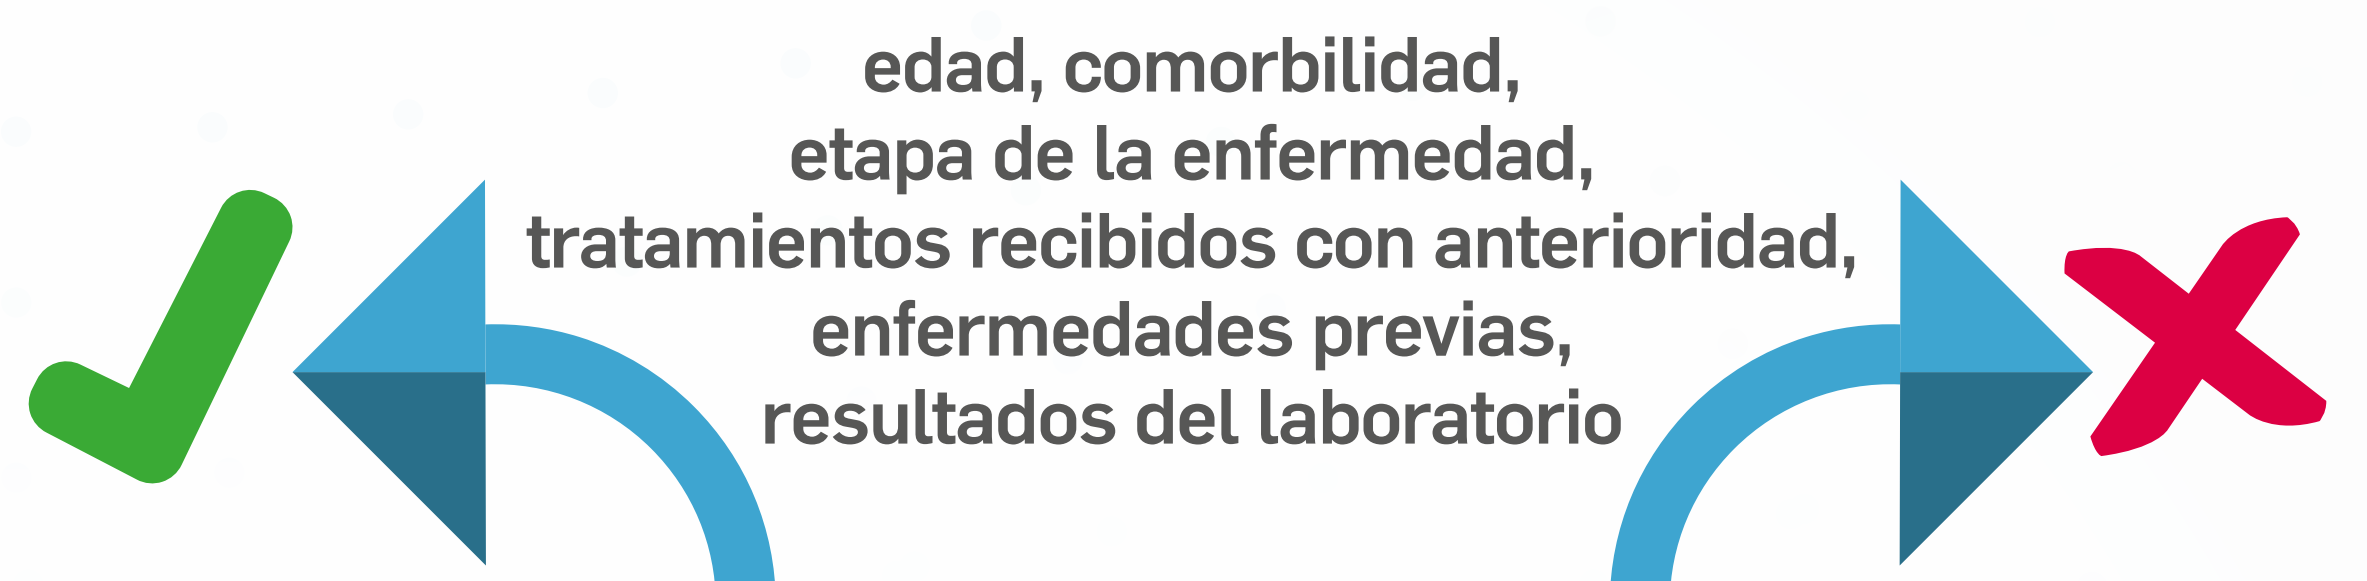 edad, comorbilidad,
etapa de la enfermedad,
tratamientos recibidos con anterioridad,
enfermedades previas,
resultados del laboratorio